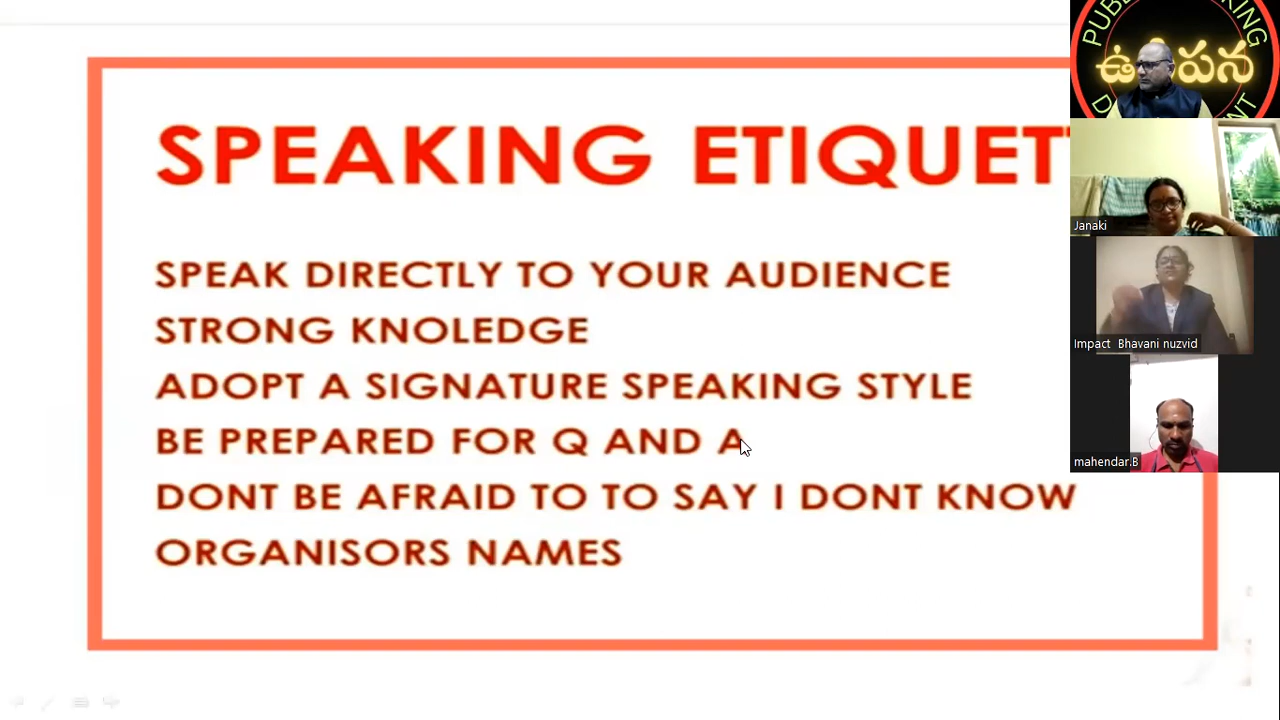 SPEAKING ETIQUET
SPEAK DIRECTLY TO YOUR AUDIENCE
STRONG KNOLEDGE
ADOPT A SIGNATURE SPEAKING STYLE
BE PREPARED FOR Q AND A
DONT BE AFRAID TO TO SAY I DONT KNOW
ORGANISORS NAMES
Janaki
Impact Bhavani nuzvid
mahendar.B